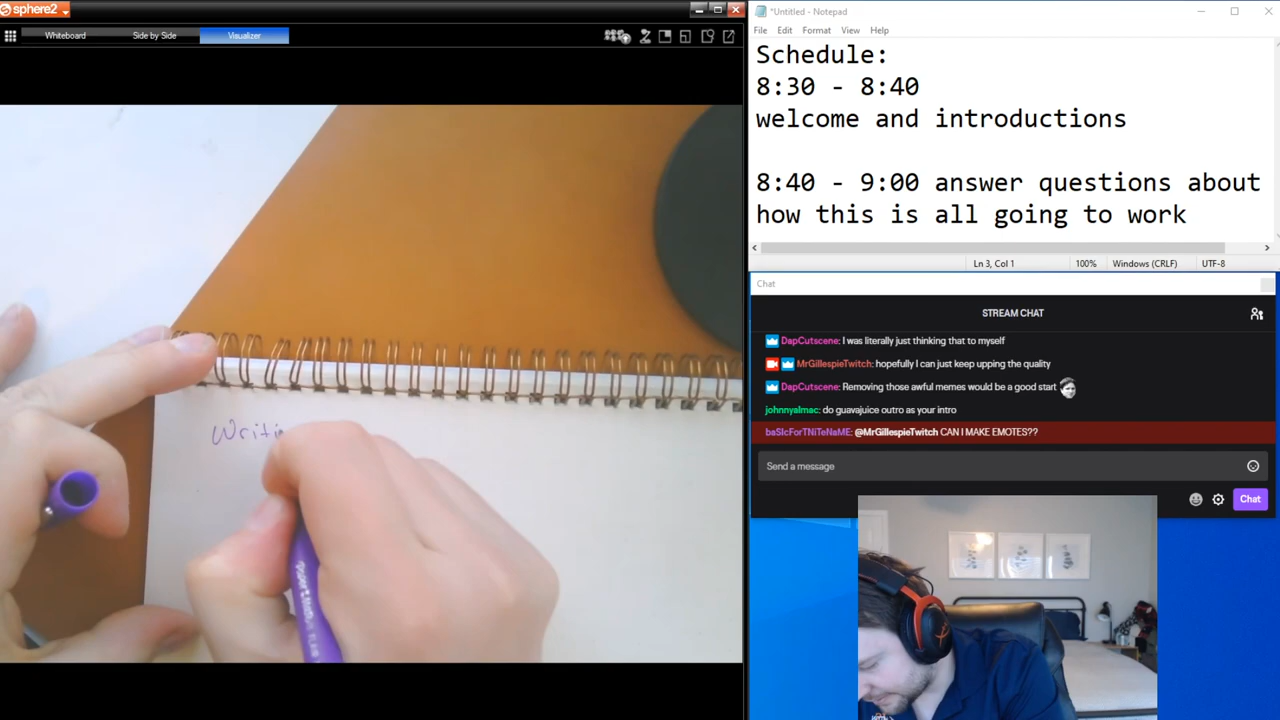 sphere2
*Untitled - Notepad
Whiteboard
Side by Side
Visualizer
File Edit Format View Help
Schedule:
8:30 - 8:40
welcome and introductions
8:40 - 9:00 answer questions about
how this is all going to work
Ln 3, Col 1
100%
Windows (CRLF)
UTF-8
Chat
STREAM CHAT
DapCutscene: I was literally just thinking that to myself
MrGillespieTwitch: hopefully I can just keep upping the quality
DapCutscene: Removing those awful memes would be a good start
johnnyalmac: do guavajuice outro as your intro
baSIcForTNiTeNaME: @MrGillespieTwitch CAN I MAKE EMOTES??
Send a message
Chat
Writi